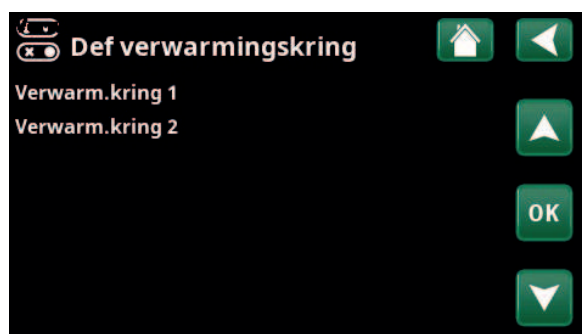 Def verwarmingskring
Verwarm.kring 1
Verwarm.kring 2
OK